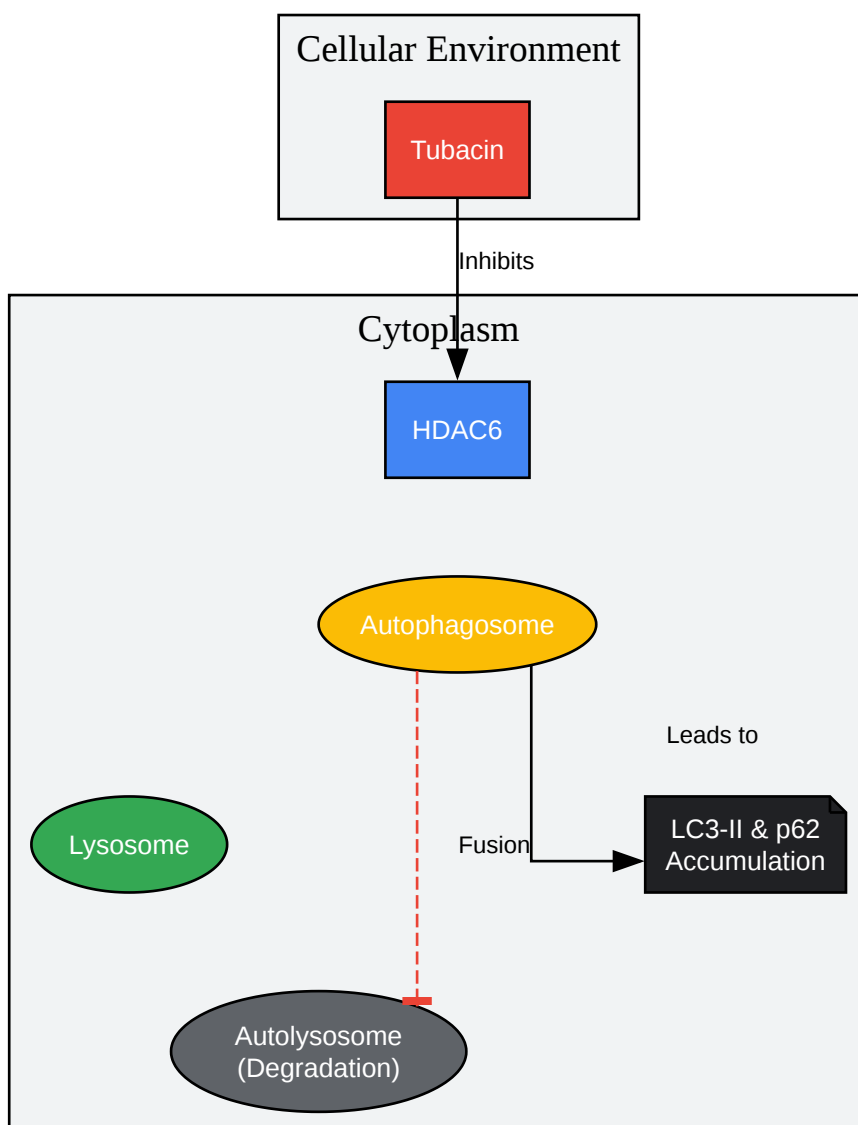 Cellular Environment
Tubacin
Inhibits
Cytoplasm
HDAC6
Autophagosome
Leads to
Lysosome
Fusion
LC3-II & p62
Accumulation
Autolysosome
(Degradation)